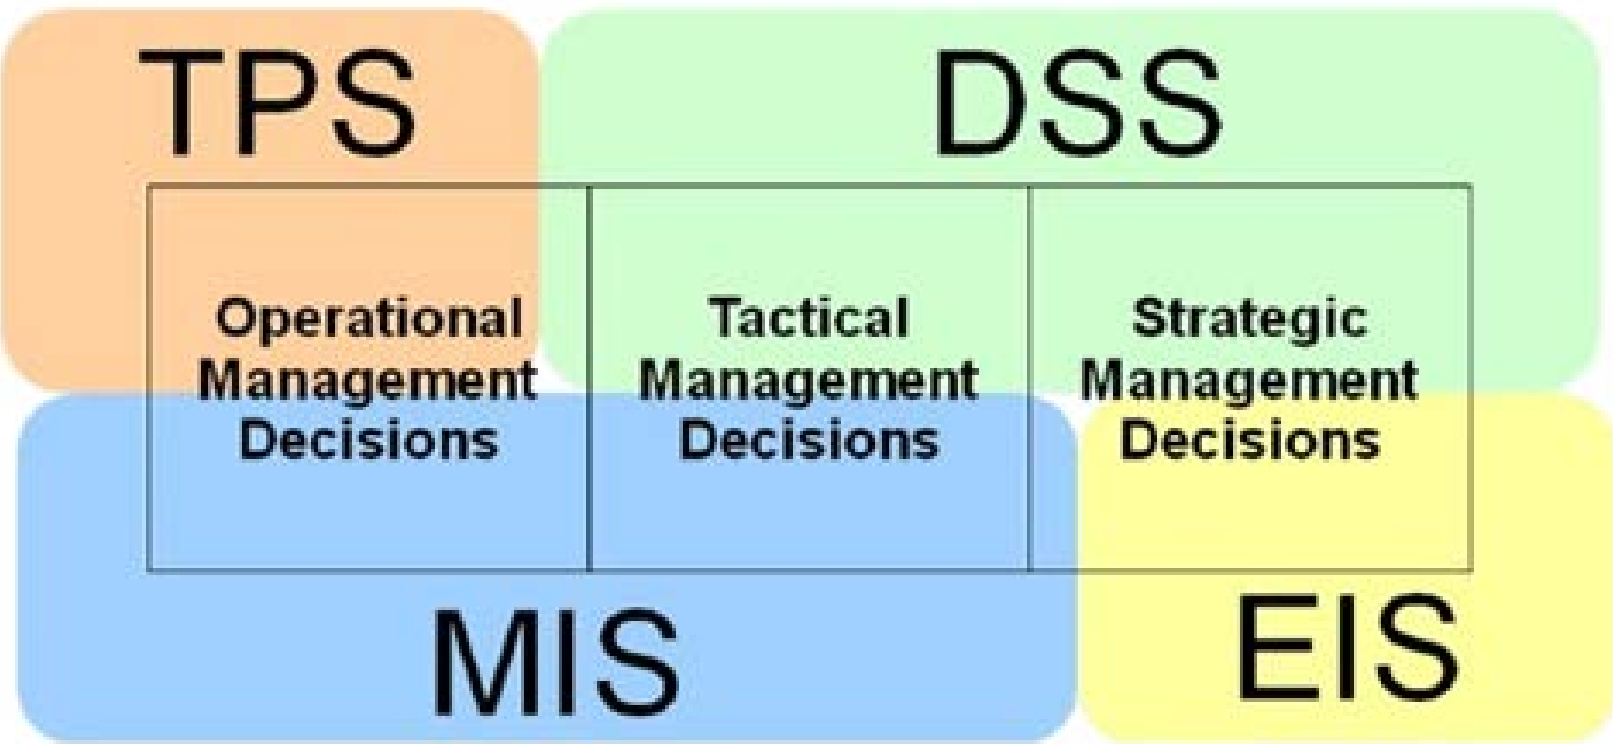 TPS
DSS
Operational
Management
Decisions
Tactical
Management
Decisions
Strategic
Management
Decisions
MIS
EIS